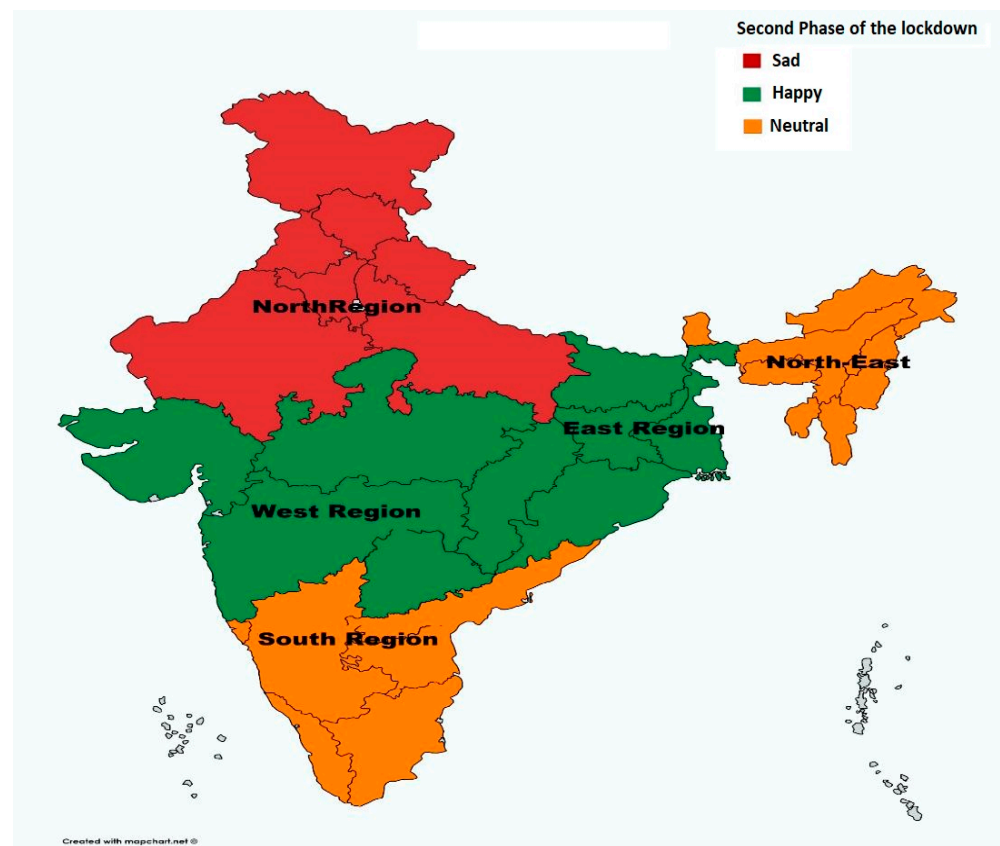 Second Phase of the lockdown
Sad
Happy
Neutral
NorthRegion
North-East
East Region
West Region
South Region
Created with mapchart.net ©